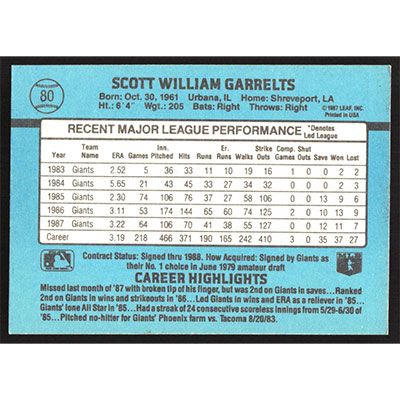 80
SCOTT WILLIAM GARRELTS
Born: Oct. 30, 1961 Urbana, IL Home: Shreveport, LA
Ht.: 6'4" Wgt.: 205 Bats: Right Throws: Right
©1987 LEAF, INC.
Printed in USA
RECENT MAJOR LEAGUE PERFORMANCE *Denotes Led League
Year Team Name ERA Games Inn. Pitched Hits Runs Earn. Runs Walks Strike Outs Comp. Games Shut Outs Save Won Lost
1983 Giants 2.52 5 36 33 11 10 19 16 1 0 0 2 2
1984 Giants 5.65 21 43 45 33 27 34 32 0 0 0 2 3
1985 Giants 2.30 74 106 76 37 27 58 106 0 0 13 9 6
1986 Giants 3.11 53 174 144 65 60 74 125 2 0 10 13 9
1987 Giants 3.22 0 0 12 11 7
Career 3.19 218 466 371 190 165 242 410 3 0 35 37 27
Contract Status: Signed thru 1988. How Acquired: Signed by Giants as
their No. 1 choice in June 1979 amateur draft
CAREER HIGHLIGHTS
Missed last month of '87 with broken tip of his finger, but was 2nd on Giants in saves...Ranked
2nd on Giants in wins and strikeouts in '86...Led Giants in wins and ERA as a reliever in '85...
Giants' lone All Star in '85...Had a streak of 24 consecutive scoreless innings from 5/29-6/30 of
'85...Pitched no-hitter for Giants' Phoenix farm vs. Tacoma 8/20/83.